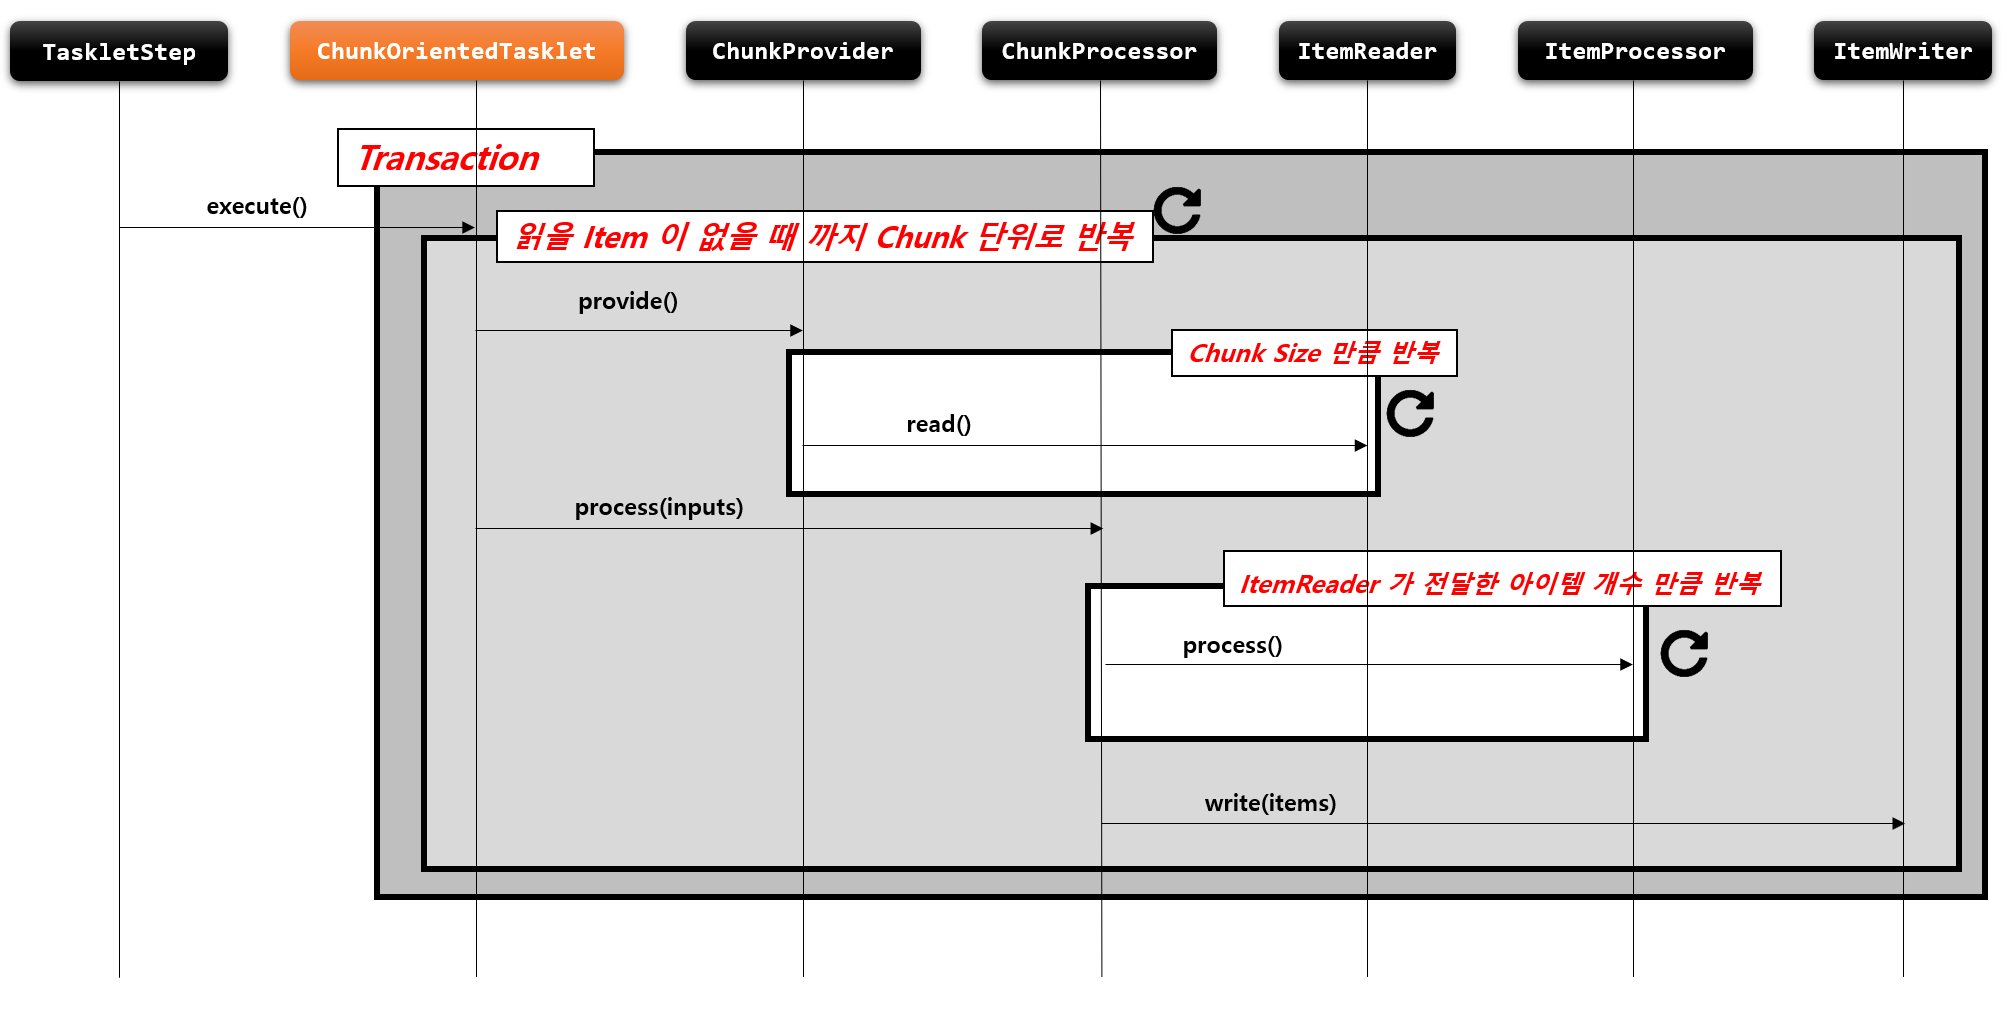 TaskletStep
ChunkOrientedTasklet
ChunkProvider
ChunkProcessor
ItemReader
ItemProcessor
ItemWriter
Transaction
execute()
읽을 Item 이 없을 때 까지 Chunk 단위로 반복
provide()
Chunk Size 만큼 반복
read()
process(inputs)
ItemReader 가 전달한 아이템 개수 만큼 반복
process()
write(items)